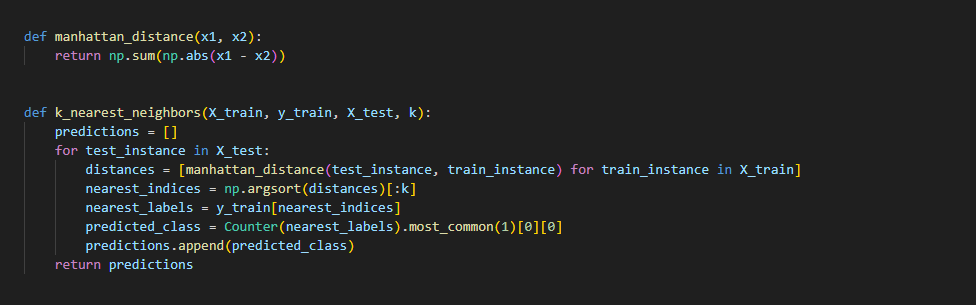 def manhattan_distance(x1, x2):
    return np.sum(np.abs(x1 - x2))
def k_nearest_neighbors(X_train, y_train, X_test, k):
    predictions = []
    for test_instance in X_test:
        distances = [manhattan_distance(test_instance, train_instance) for train_instance in X_train]
        nearest_indices = np.argsort(distances)[:k]
        nearest_labels = y_train[nearest_indices]
        predicted_class = Counter(nearest_labels).most_common(1)[0][0]
        predictions.append(predicted_class)
    return predictions